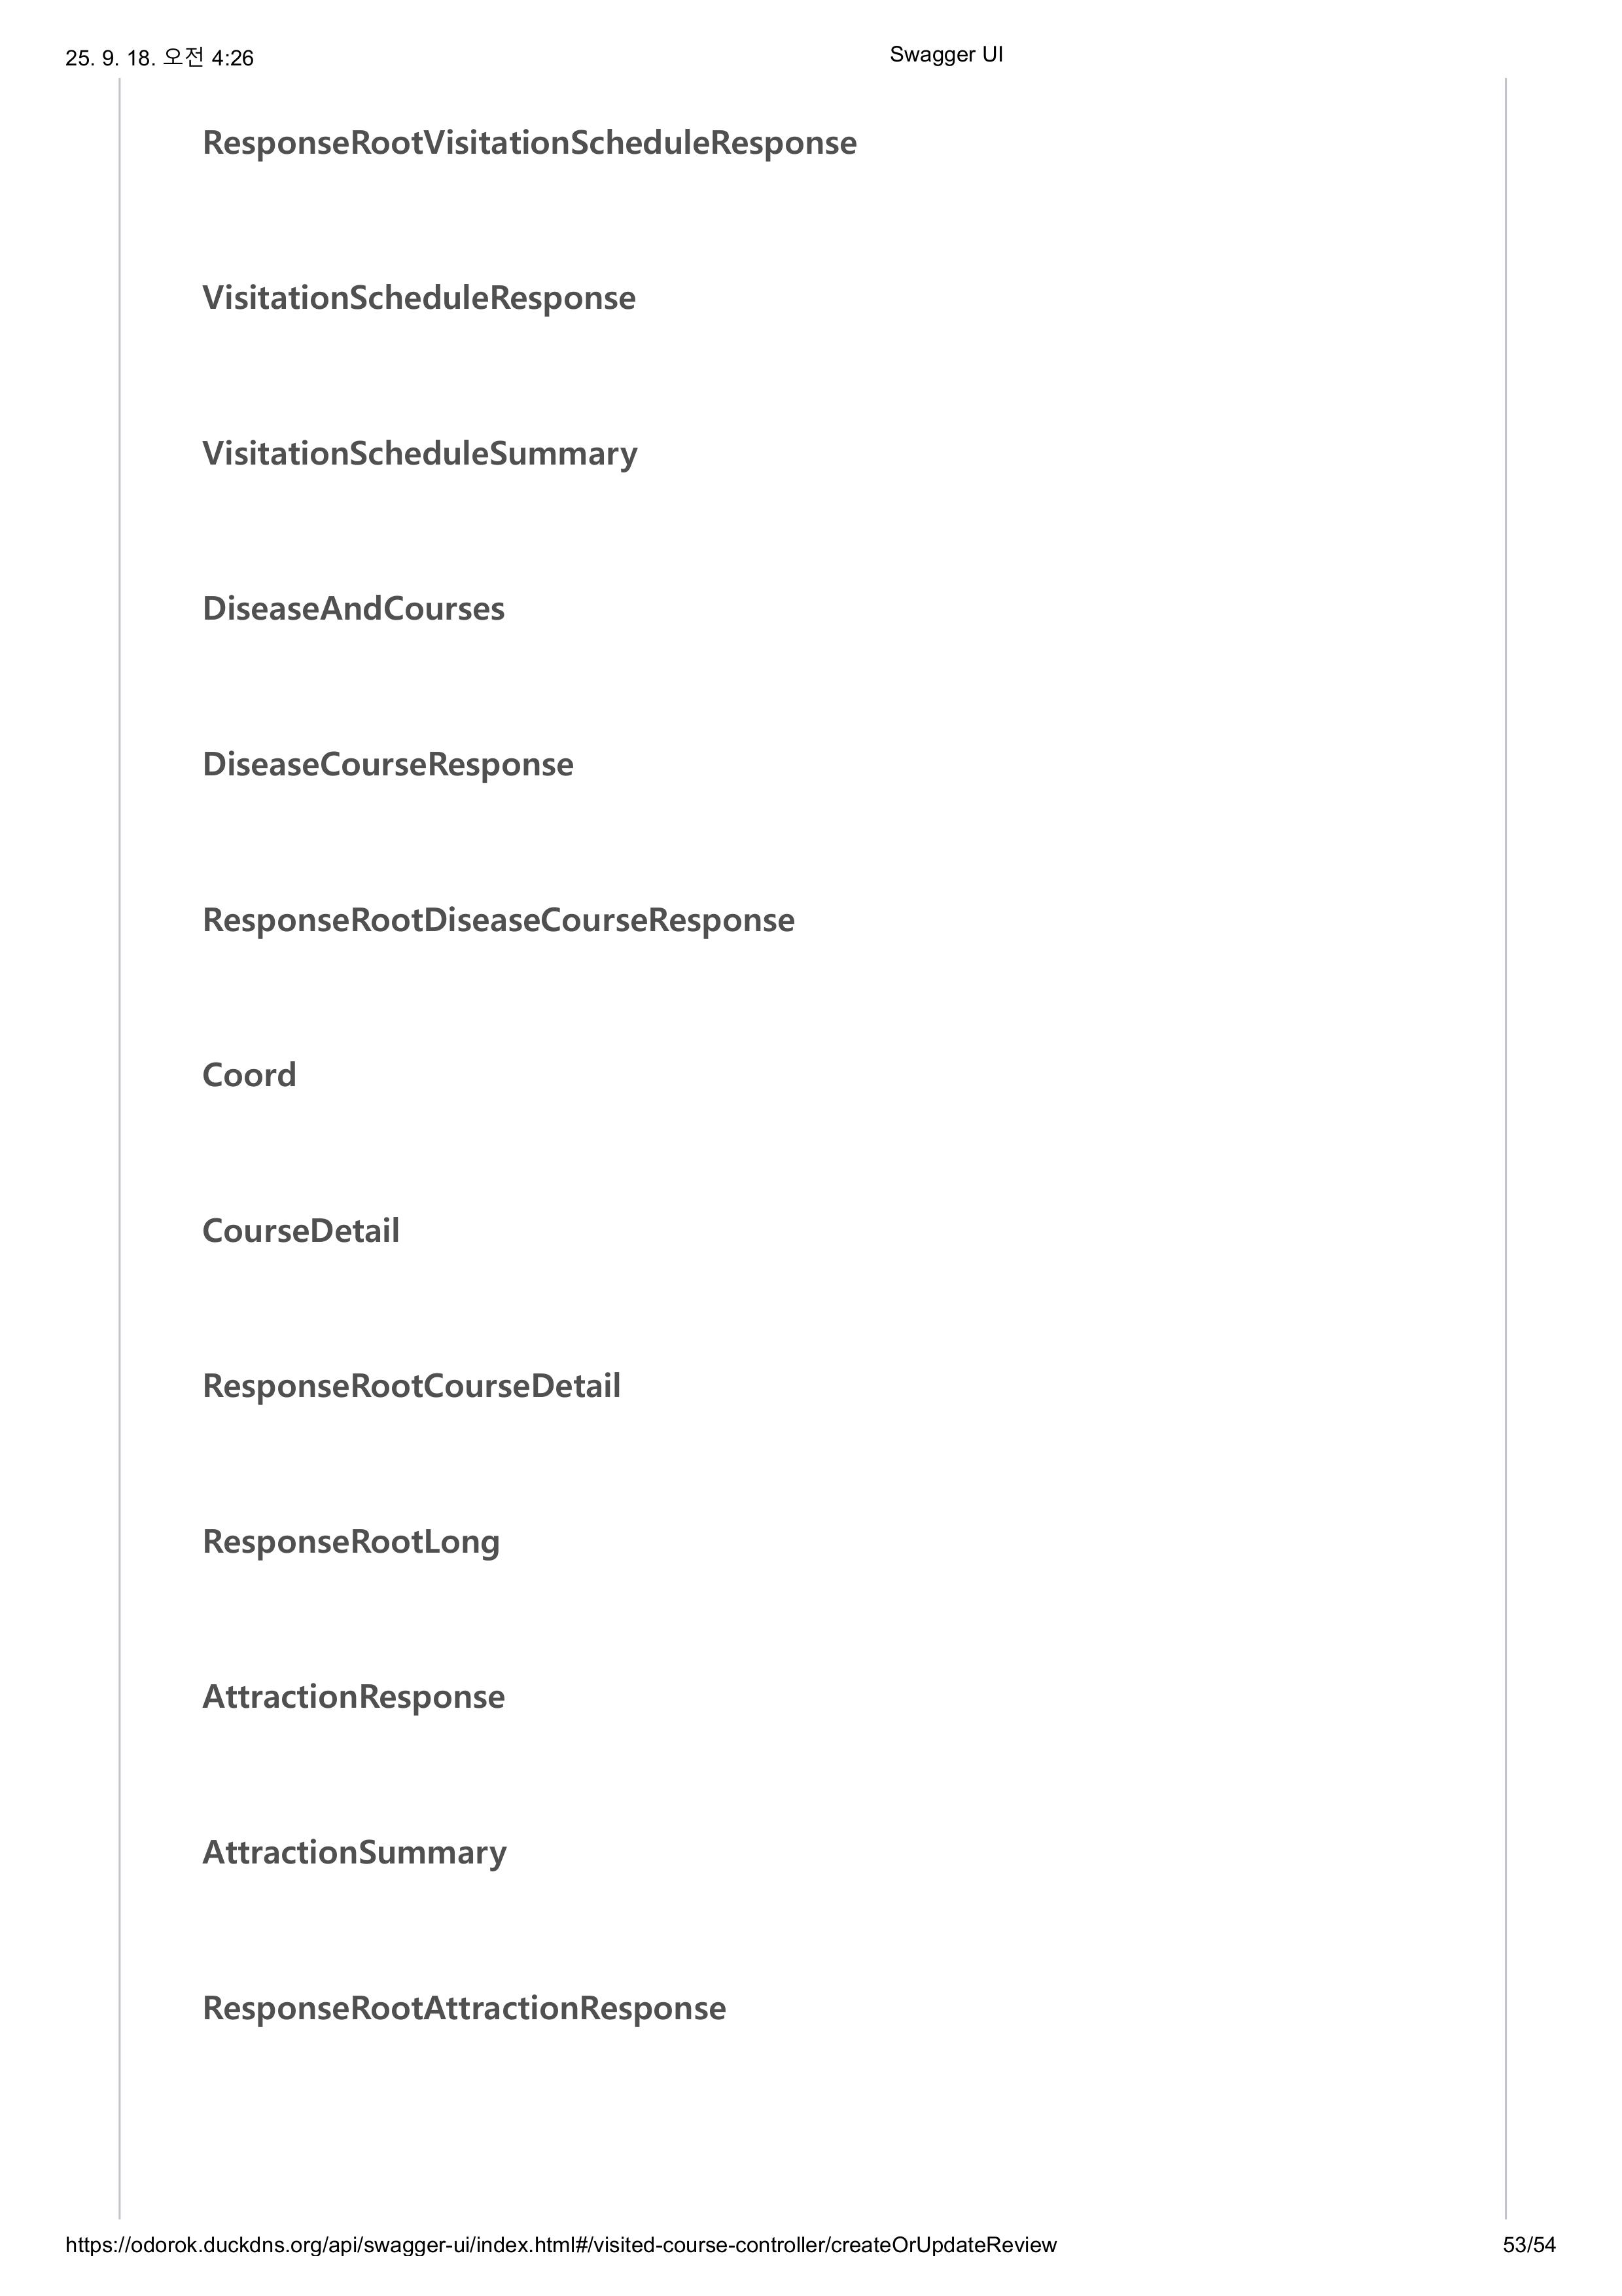 25. 9. 18. 오전 4:26
Swagger UI
ResponseRootVisitationScheduleResponse
VisitationScheduleResponse
VisitationScheduleSummary
DiseaseAndCourses
DiseaseCourseResponse
ResponseRootDiseaseCourseResponse
Coord
CourseDetail
ResponseRootCourseDetail
ResponseRootLong
AttractionResponse
AttractionSummary
ResponseRootAttractionResponse
https://odorok.duckdns.org/api/swagger-ui/index.html#/visited-course-controller/createOrUpdateReview
53/54